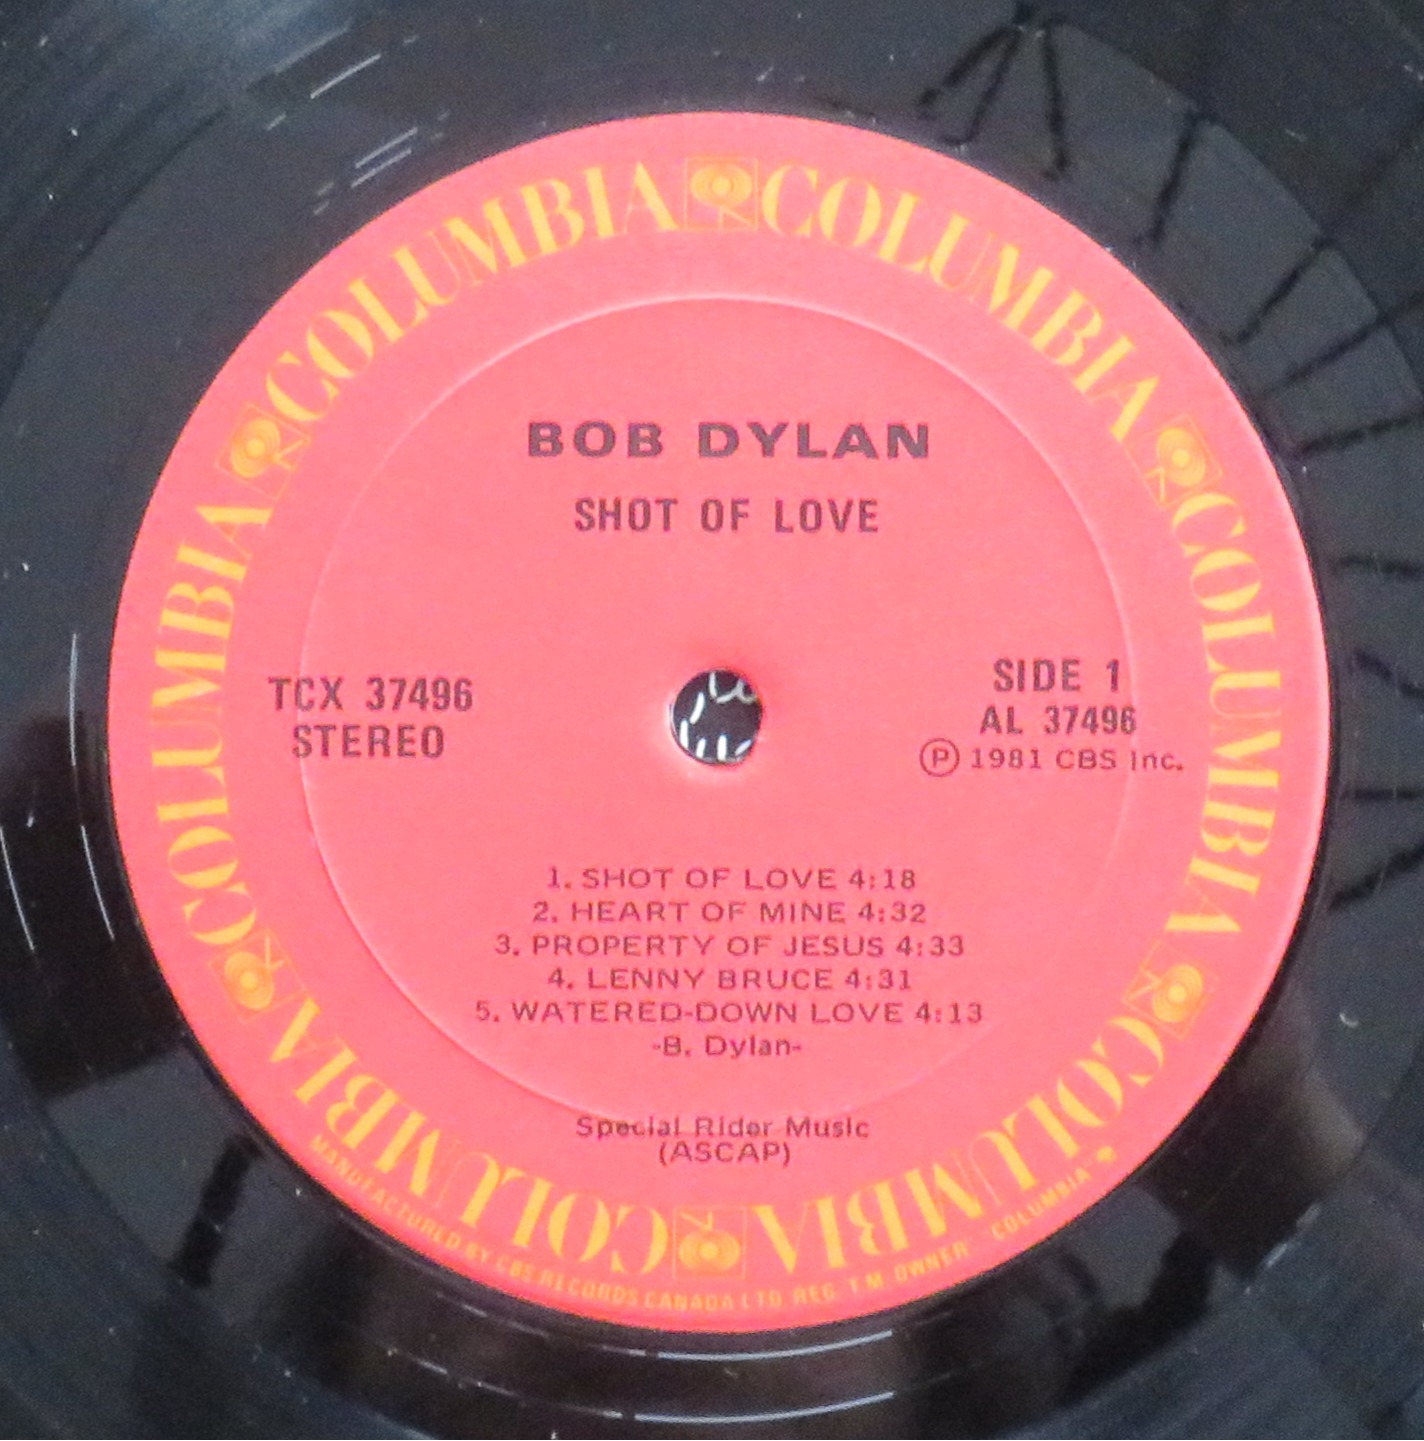 COLUMBIA COLUMBIA COLUMBIA COLUMBIA COLUMBIA COLUMBIA
BOB DYLAN
SHOT OF LOVE
TCX 37496
STEREO
SIDE 1
AL 37496
Ⓟ 1981 CBS Inc.
1. SHOT OF LOVE 4:18
2. HEART OF MINE 4:32
3. PROPERTY OF JESUS 4:33
4. LENNY BRUCE 4:31
5. WATERED-DOWN LOVE 4:13
-B. Dylan-
Special Rider Music
(ASCAP)
MANUFACTURED BY CBS RECORDS CANADA LTD REG. T.M. OWNER COLUMBIA